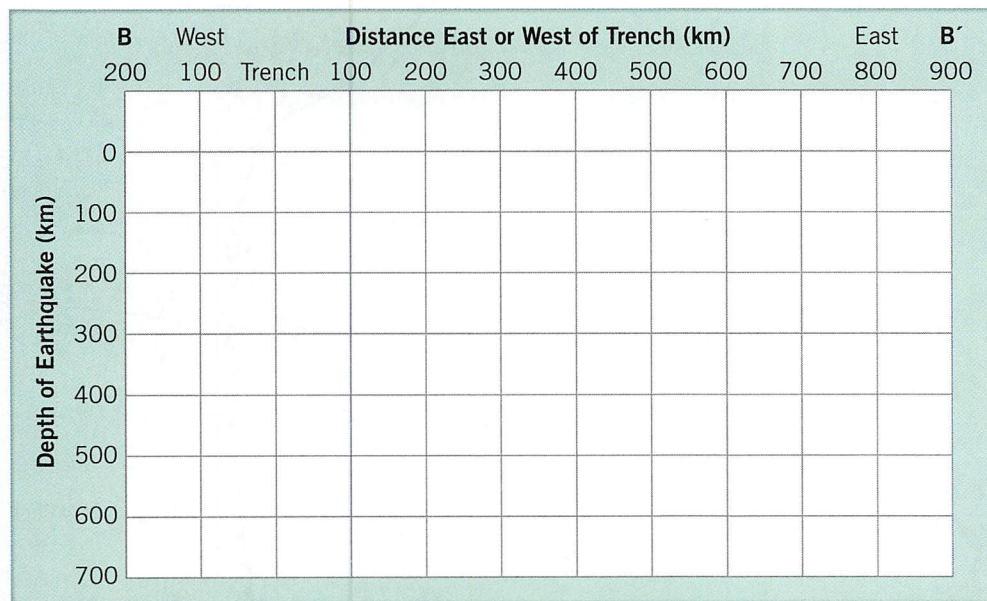 B West Distance East or West of Trench (km) East B´
200 100 Trench 100 200 300 400 500 600 700 800 900
Depth of Earthquake (km)
0
100
200
300
400
500
600
700